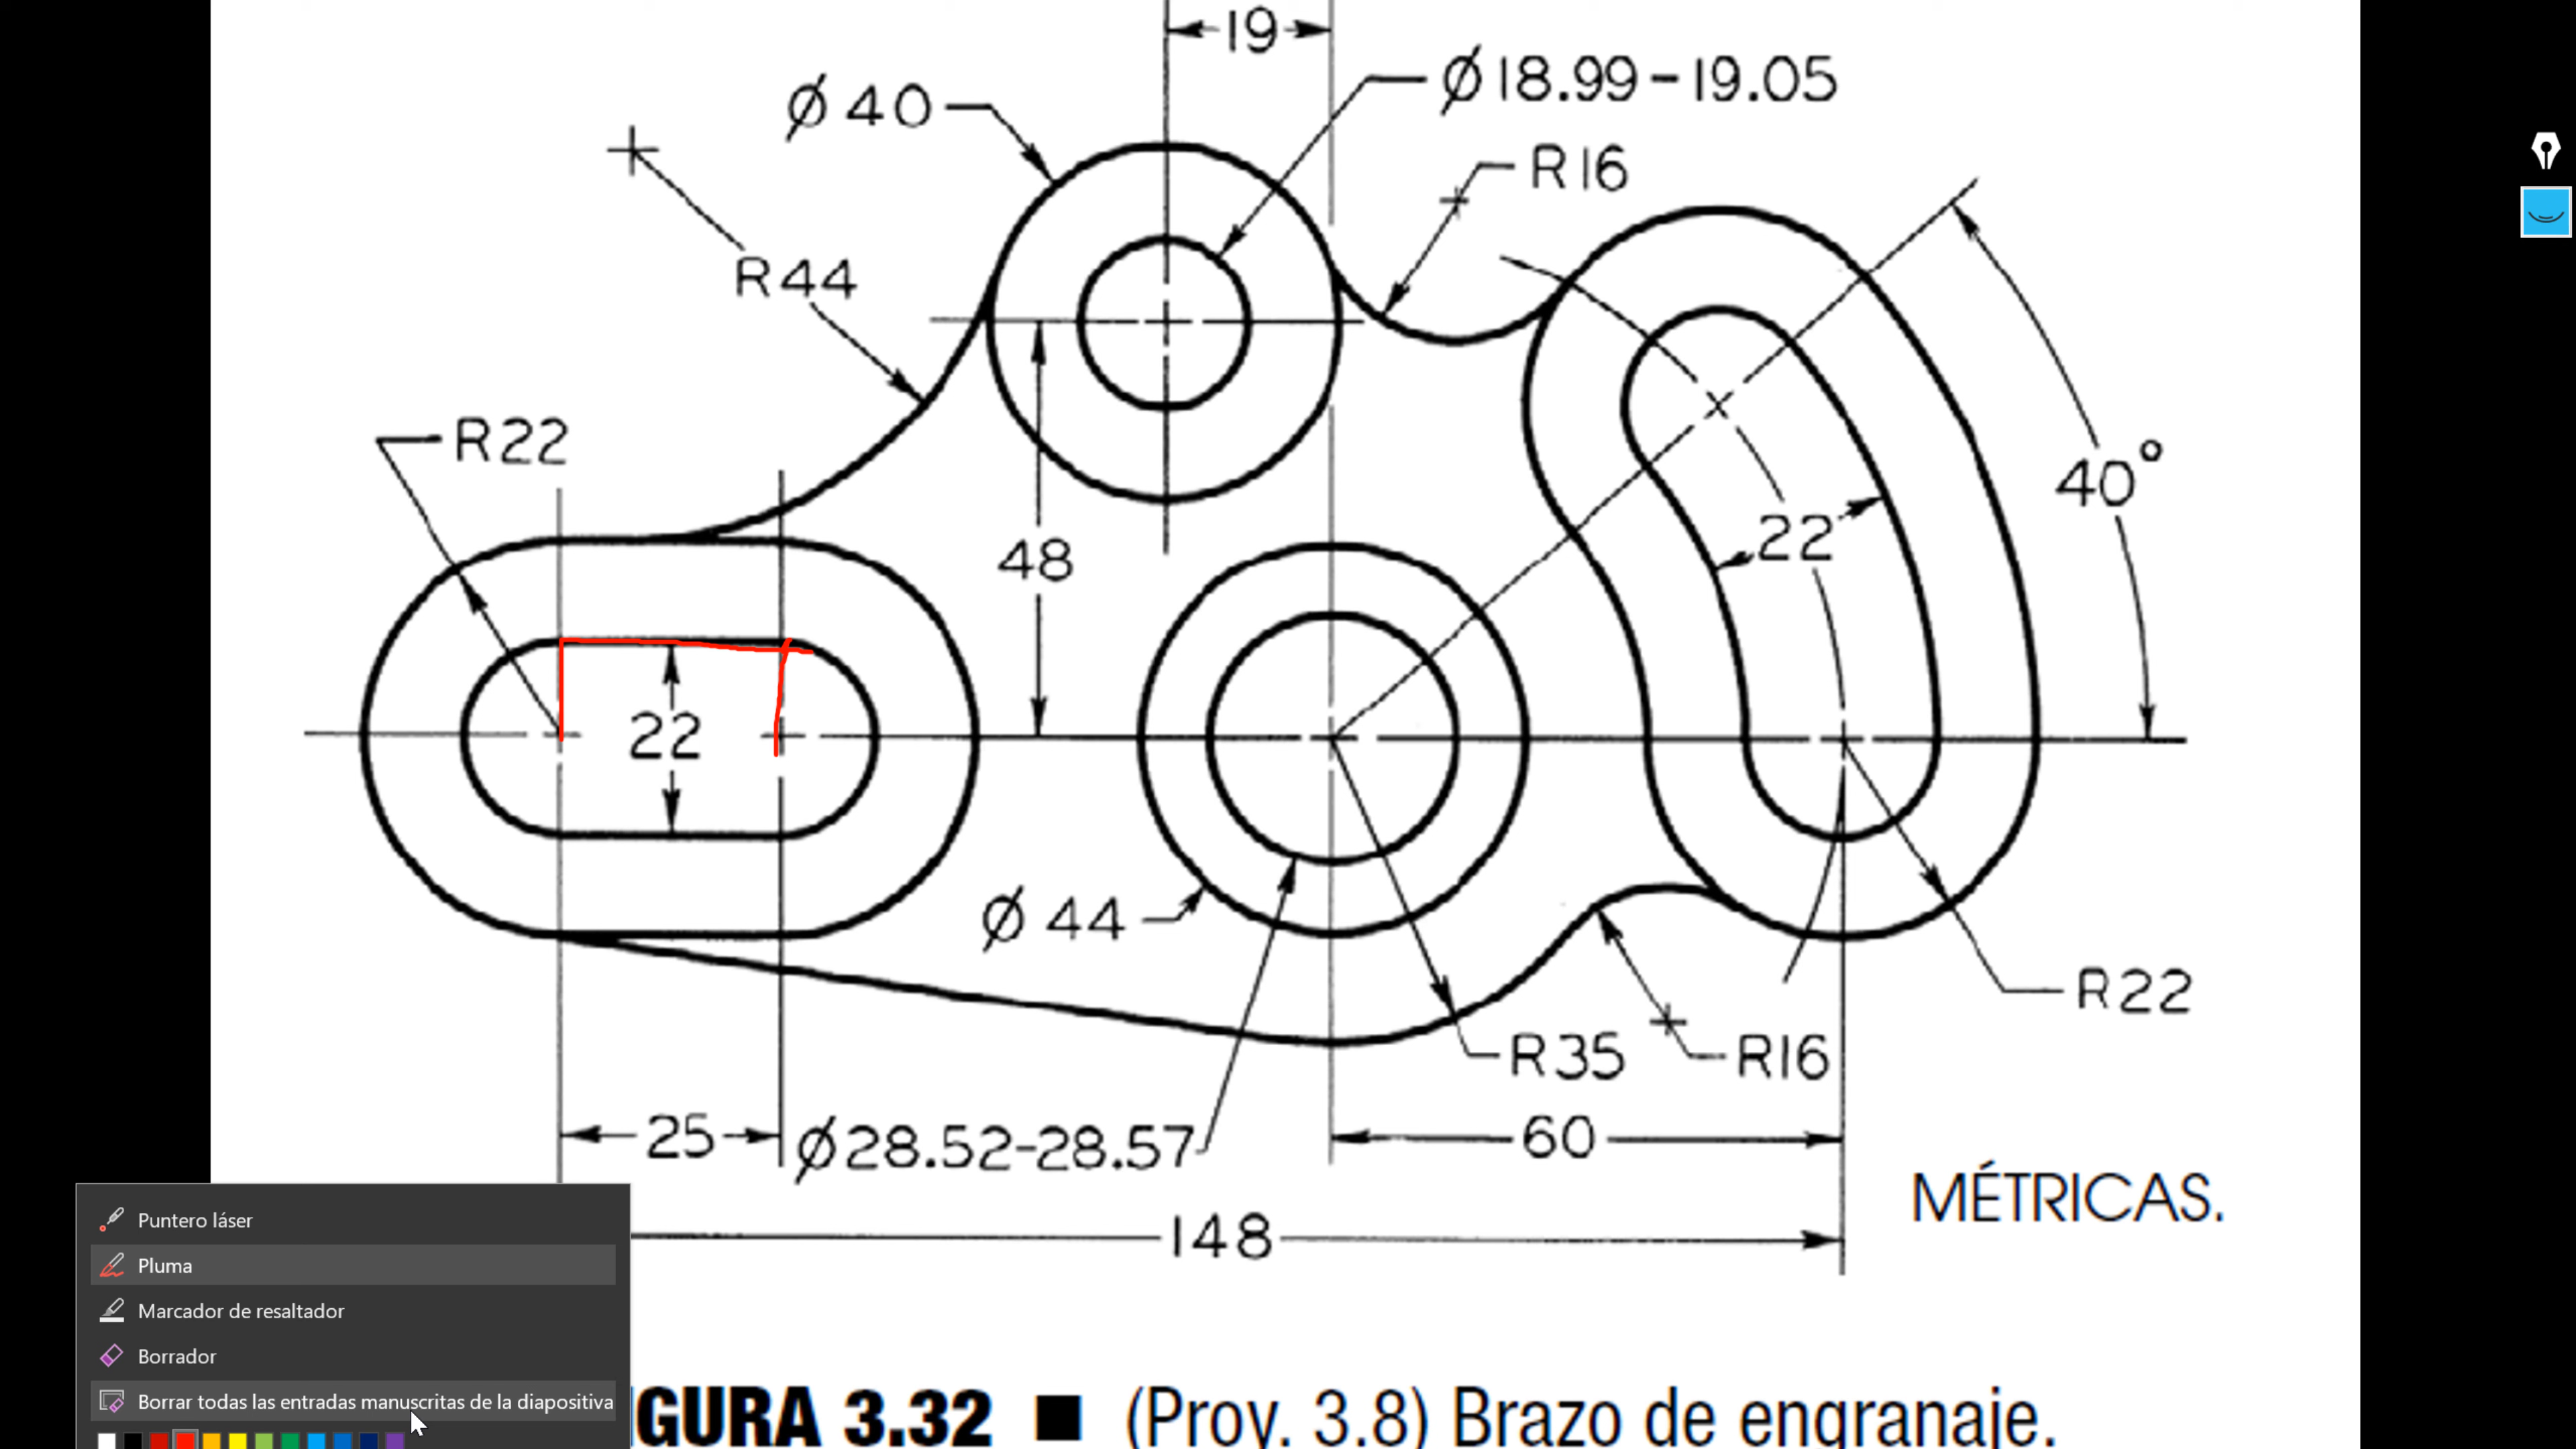 19
Ø 40
Ø18.99-19.05
R16
R44
R22
40°
22
48
22
Ø 44
R22
R35
R16
25
Ø28.52-28.57
60
MÉTRICAS.
148
Puntero láser
Pluma
Marcador de resaltador
Borrador
Borrar todas las entradas manuscritas de la diapositiva
GURA 3.32 ■ (Proy. 3.8) Brazo de engranaje.